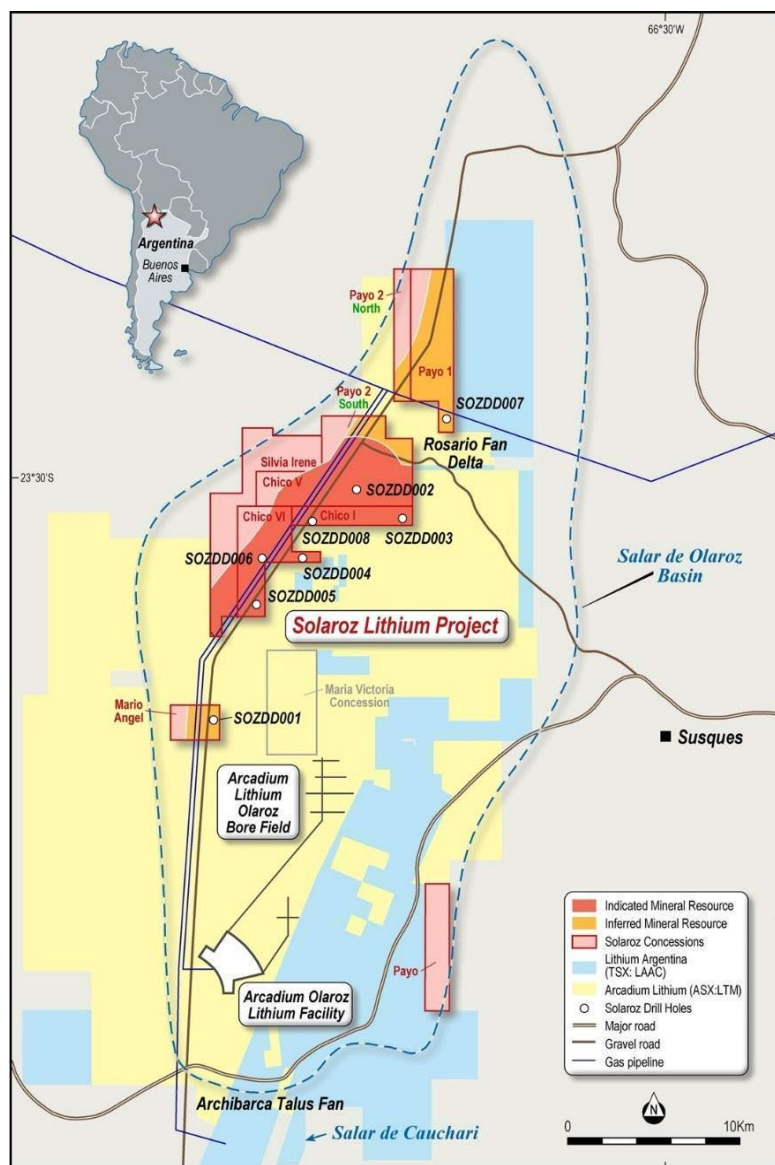 66°30'W
Argentina
Buenos
Aires
Payo 2
North
Payo 1
Payo 2
South
SOZDD007
Rosario Fan
Delta
23°30'S
Silvia Irene
Chico V
SOZDD002
Chico VI
Chico I
SOZDD008
SOZDD003
SOZDD006
SOZDD004
SOZDD005
Salar de Olaroz
Basin
Solaroz Lithium Project
Maria Victoria
Concession
Mario
Angel
SOZDD001
Susques
Arcadium
Lithium
Olaroz
Bore Field
Payo
Arcadium Olaroz
Lithium Facility
Archibarca Talus Fan
Salar de Cauchari
Indicated Mineral Resource
Inferred Mineral Resource
Solaroz Concessions
Lithium Argentina
(TSX: LAAC)
Arcadium Lithium (ASX:LTM)
Solaroz Drill Holes
Major road
Gravel road
Gas pipeline
N
0
10Km